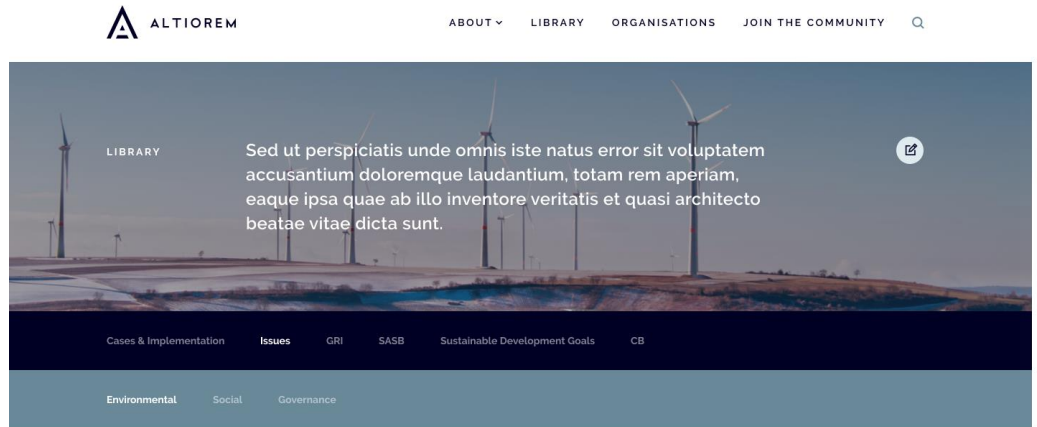 ALTIOREM
ABOUT LIBRARY ORGANISATIONS JOIN THE COMMUNITY
LIBRARY
Sed ut perspiciatis unde omnis iste natus error sit voluptatem
accusantium doloremque laudantium, totam rem aperiam,
eaque ipsa quae ab illo inventore veritatis et quasi architecto
beatae vitae dicta sunt.
Cases & Implementation Issues GRI SASB Sustainable Development Goals CB
Environmental Social Governance